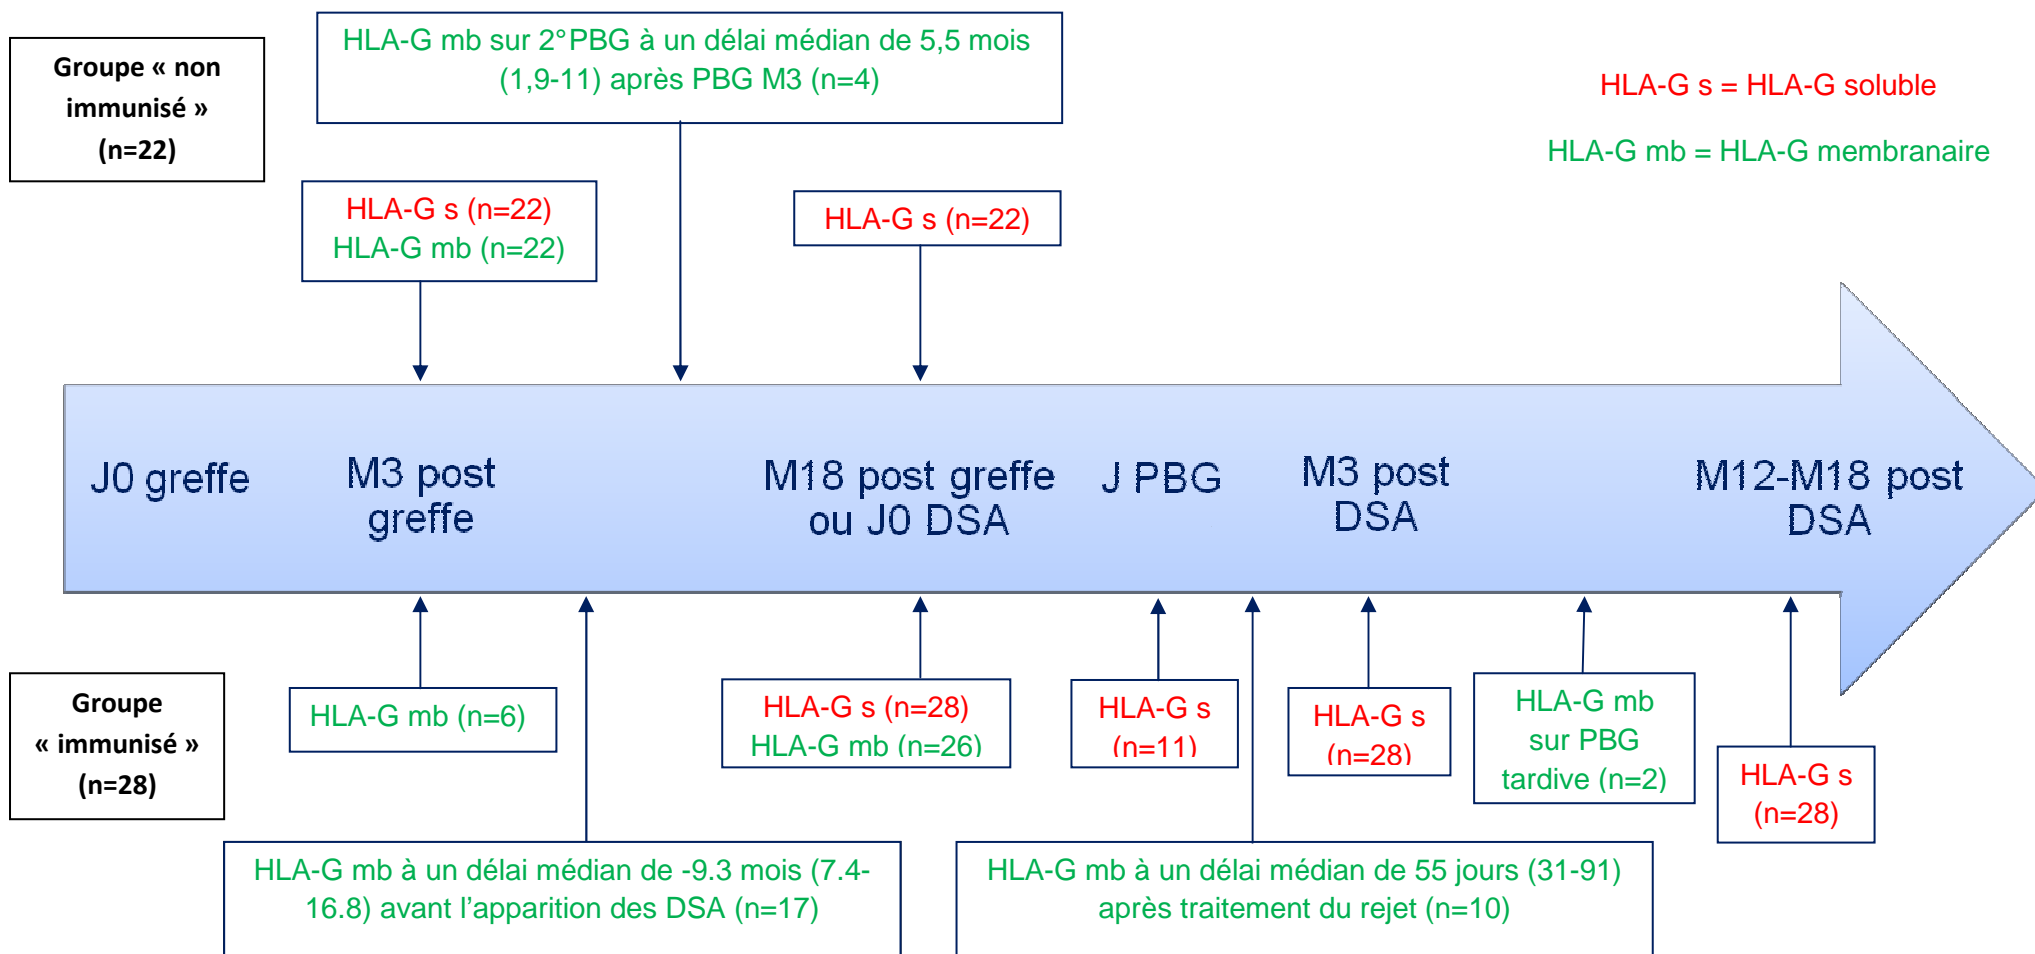 Groupe « non
immunisé »
(n=22)
HLA-G mb sur 2°PBG à un délai médian de 5,5 mois
(1,9-11) après PBG M3 (n=4)
HLA-G s = HLA-G soluble
HLA-G mb = HLA-G membranaire
HLA-G s (n=22)
HLA-G mb (n=22)
HLA-G s (n=22)
J0 greffe
M3 post
greffe
M18 post greffe
ou J0 DSA
J PBG
M3 post
DSA
M12-M18 post
DSA
Groupe
« immunisé »
(n=28)
HLA-G mb (n=6)
HLA-G s (n=28)
HLA-G mb (n=26)
HLA-G s
(n=11)
HLA-G s
(n=28)
HLA-G mb
sur PBG
tardive (n=2)
HLA-G s
(n=28)
HLA-G mb à un délai médian de -9.3 mois (7.4-
16.8) avant l’apparition des DSA (n=17)
HLA-G mb à un délai médian de 55 jours (31-91)
après traitement du rejet (n=10)